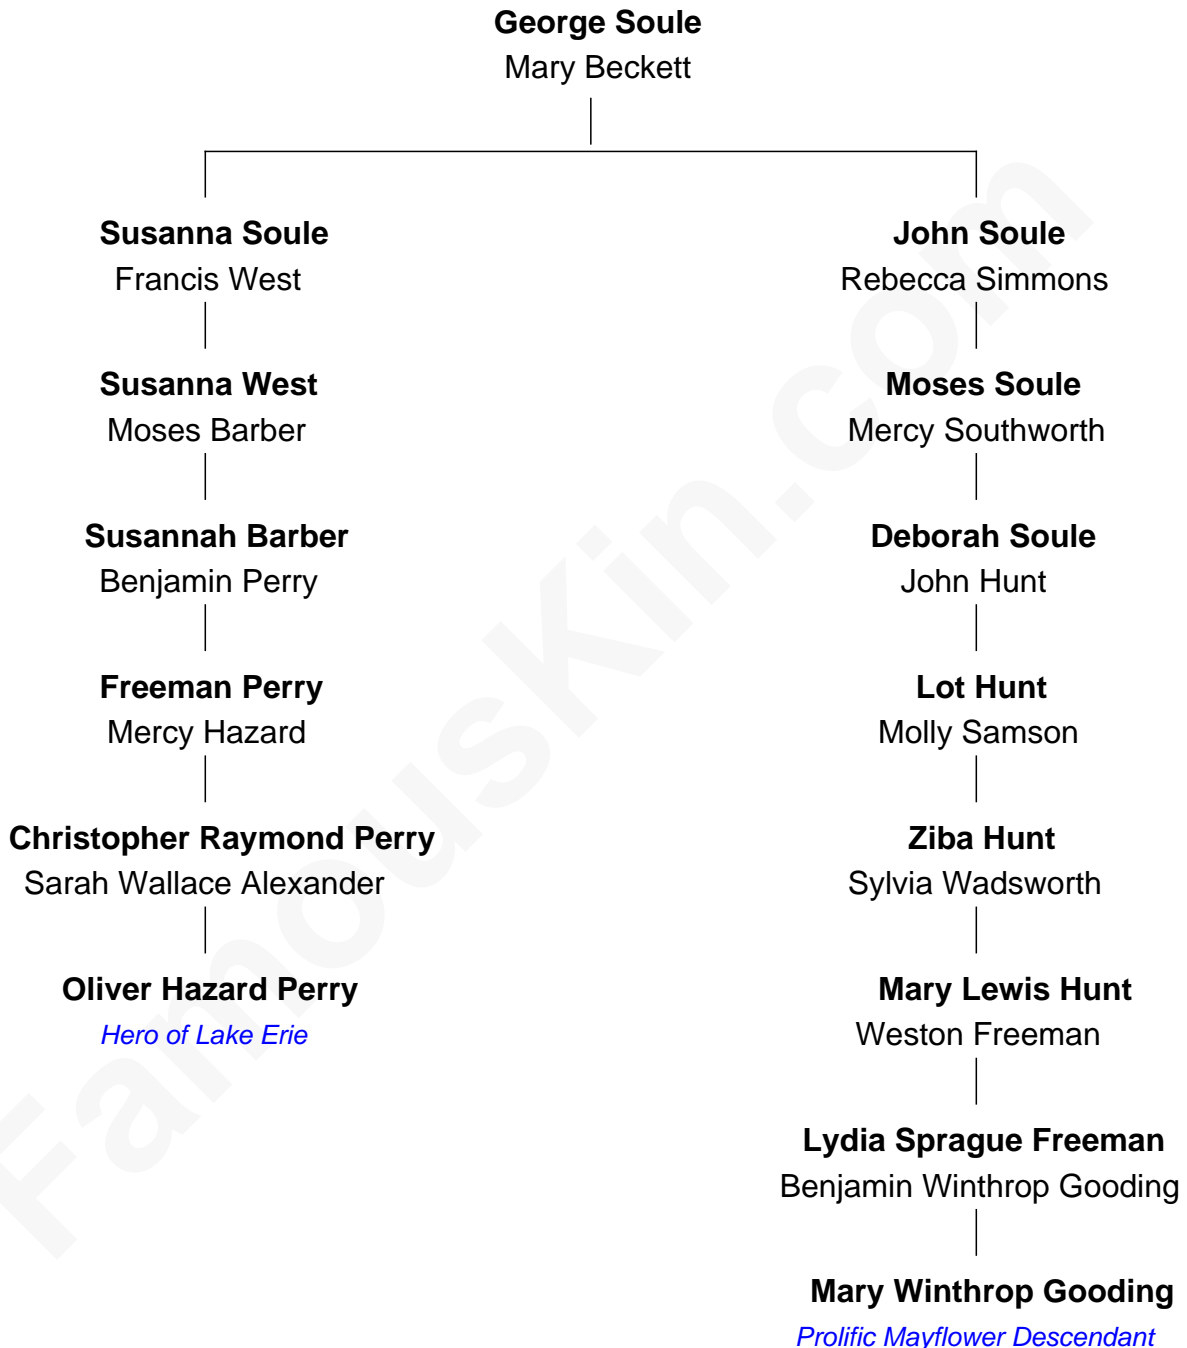 George Soule
Mary Beckett
Susanna Soule
Francis West
John Soule
Rebecca Simmons
Susanna West
Moses Barber
Moses Soule
Mercy Southworth
Susannah Barber
Benjamin Perry
Deborah Soule
John Hunt
Freeman Perry
Mercy Hazard
Lot Hunt
Molly Samson
Christopher Raymond Perry
Sarah Wallace Alexander
Ziba Hunt
Sylvia Wadsworth
Oliver Hazard Perry
Hero of Lake Erie
Mary Lewis Hunt
Weston Freeman
Lydia Sprague Freeman
Benjamin Winthrop Gooding
Mary Winthrop Gooding
Prolific Mayflower Descendant
FamousKin.com